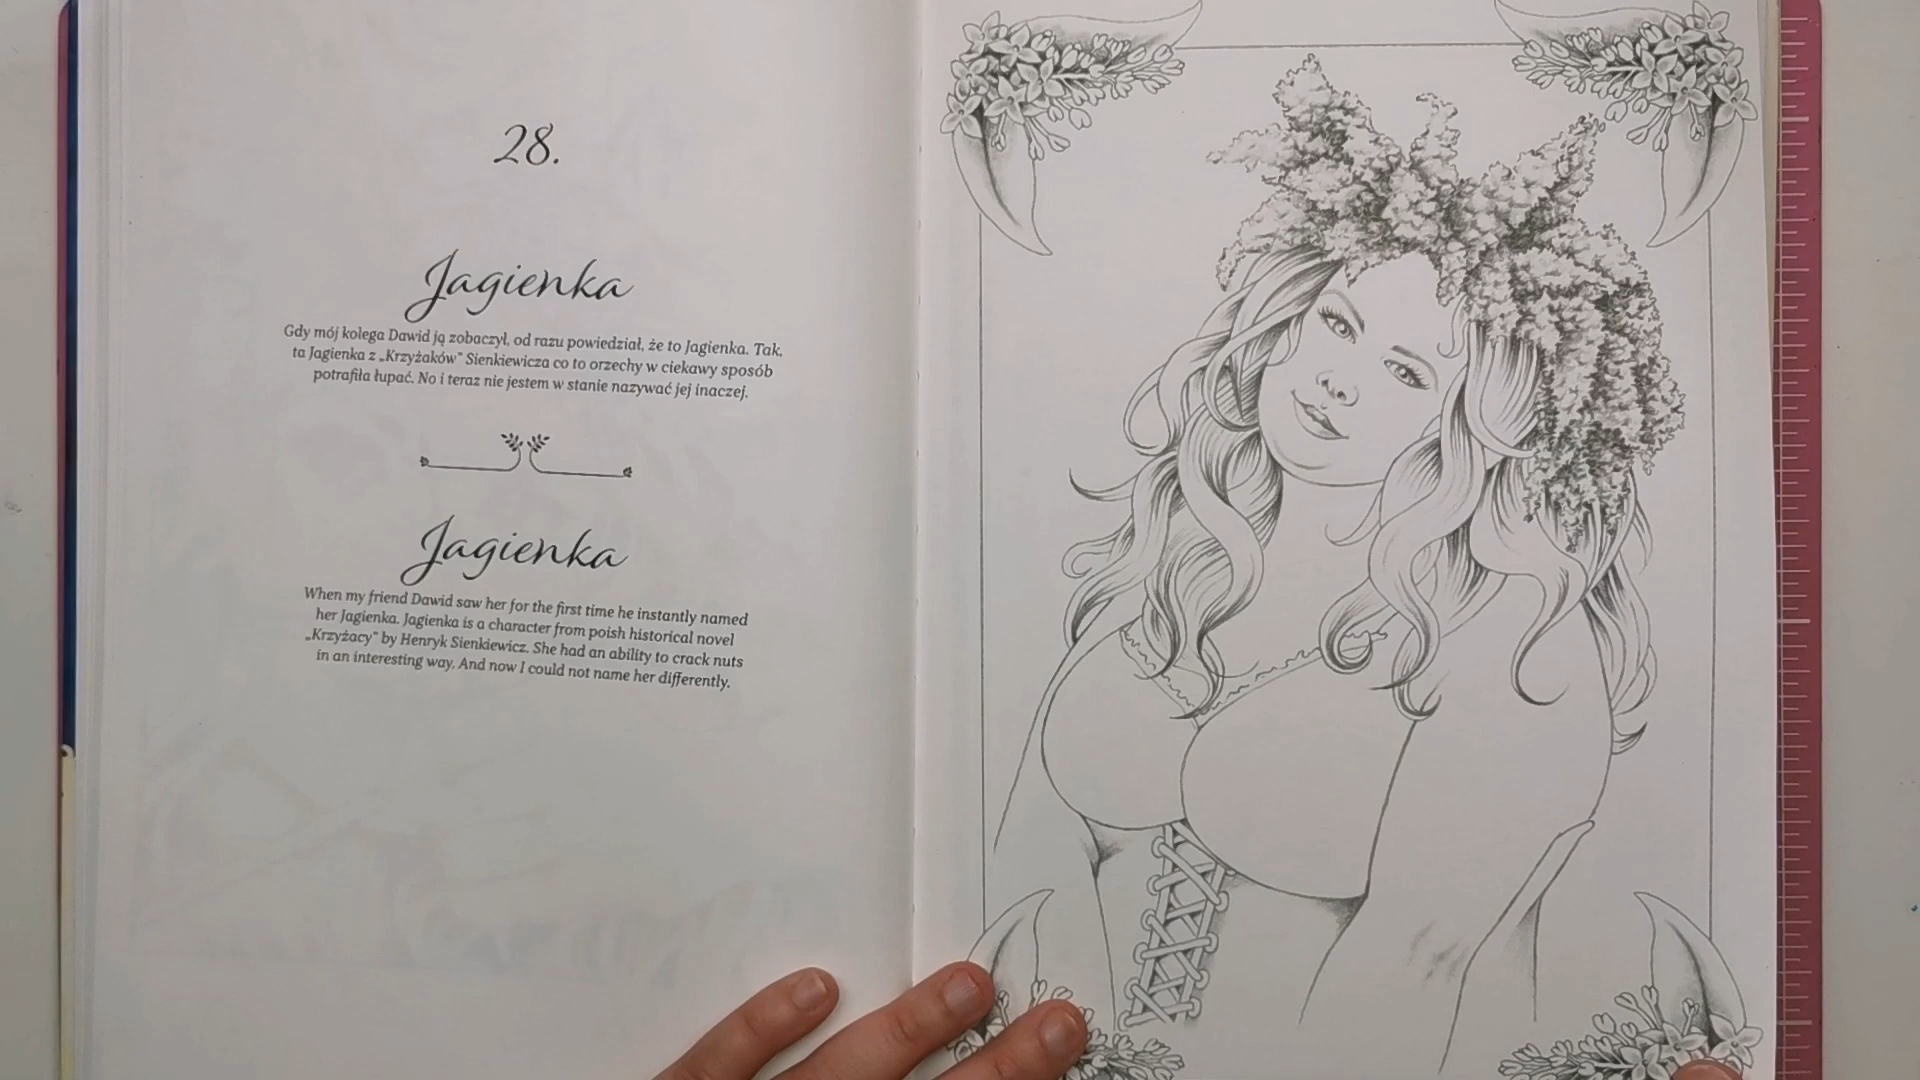 28.
Jagienka
Gdy mój kolega Dawid ją zobaczył, od razu powiedział, że to Jagienka. Tak,
ta Jagienka z „Krzyżaków" Sienkiewicza co to orzechy w ciekawy sposób
potrafiła łupać. No i teraz nie jestem w stanie nazywać jej inaczej.
Jagienka
When my friend Dawid saw her for the first time he instantly named
her Jagienka. Jagienka is a character from poish historical novel
„Krzyżacy" by Henryk Sienkiewicz. She had an ability to crack nuts
in an interesting way. And now I could not name her differently.